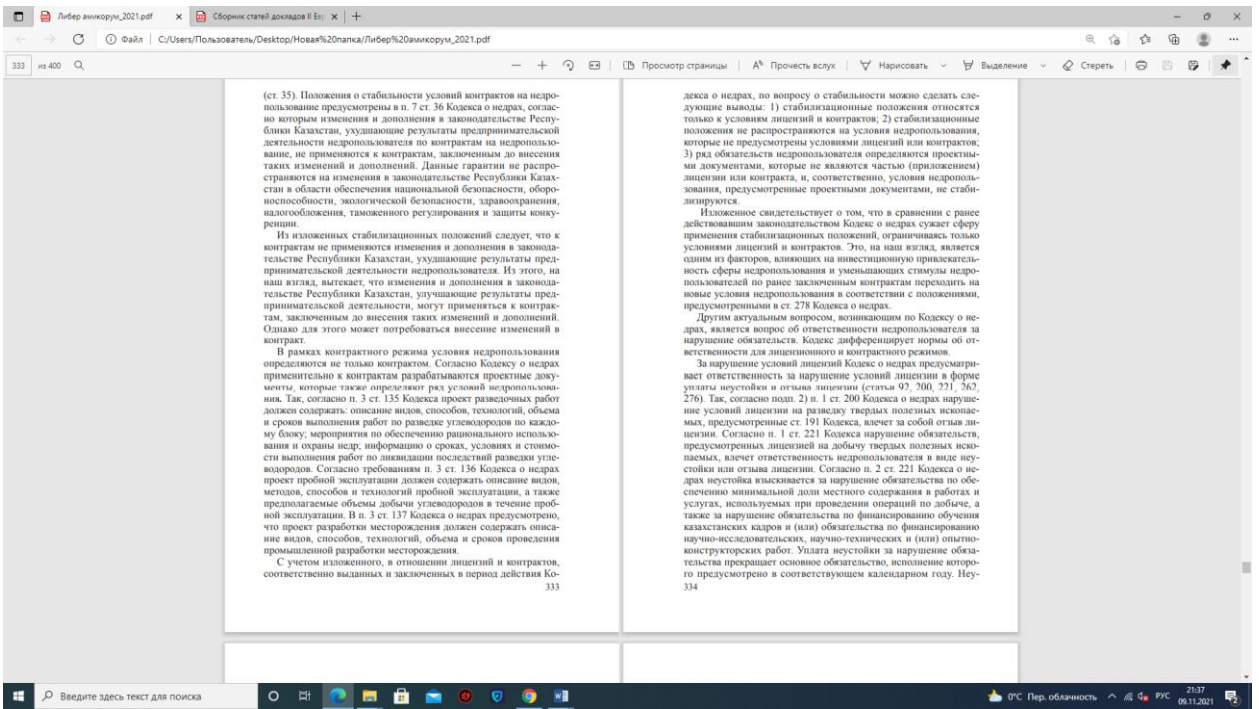 Либер амикорум_2021.pdf
Сборник статей докладов II Ев
Файл | C:/Users/Пользователь/Desktop/Новая%20папка/Либер%20амикорум_2021.pdf
333 из 400
Просмотр страницы
Прочесть вслух
Нарисовать
Выделение
Стереть
(ст. 35). Положения о стабильности условий контрактов на недро-
пользование предусмотрены в п. 7 ст. 36 Кодекса о недрах, соглас-
но которым изменения и дополнения в законодательстве Респу-
блики Казахстан, ухудшающие результаты предпринимательской
деятельности недропользователя по контрактам на недропользо-
вание, не применяются к контрактам, заключенным до внесения
таких изменений и дополнений. Данные гарантии не распро-
страняются на изменения в законодательстве Республики Казах-
стан в области обеспечения национальной безопасности, оборо-
носпособности, экологической безопасности, здравоохранения,
налогообложения, таможенного регулирования и защиты конку-
ренции.
Из изложенных стабилизационных положений следует, что к
контрактам не применяются изменения и дополнения в законода-
тельстве Республики Казахстан, ухудшающие результаты пред-
принимательской деятельности недропользователя. Из этого, на
наш взгляд, вытекает, что изменения и дополнения в законода-
тельстве Республики Казахстан, улучшающие результаты пред-
принимательской деятельности, могут применяться к контрак-
там, заключенным до внесения таких изменений и дополнений.
Однако для этого может потребоваться внесение изменений в
контракт.
В рамках контрактного режима условия недропользования
определяются не только контрактом. Согласно Кодексу о недрах
применительно к контрактам разрабатываются проектные доку-
менты, которые также определяют ряд условий недропользова-
ния. Так, согласно п. 3 ст. 135 Кодекса проект разведочных работ
должен содержать: описание видов, способов, технологий, объема
и сроков выполнения работ по разведке углеводородов по каждо-
му блоку; мероприятия по обеспечению рационального использо-
вания и охраны недр; информацию о сроках, условиях и стоимо-
сти выполнения работ по ликвидации последствий разведки угле-
водородов. Согласно требованиям п. 3 ст. 136 Кодекса о недрах
проект пробной эксплуатации должен содержать описание видов,
методов, способов и технологий пробной эксплуатации, а также
предполагаемые объемы добычи углеводородов в течение проб-
ной эксплуатации. В п. 3 ст. 137 Кодекса о недрах предусмотрено,
что проект разработки месторождения должен содержать описа-
ние видов, способов, технологий, объема и сроков проведения
промышленной разработки месторождения.
С учетом изложенного, в отношении лицензий и контрактов,
соответственно выданных и заключенных в период действия Ко-
333
декса о недрах, по вопросу о стабильности можно сделать сле-
дующие выводы: 1) стабилизационные положения относятся
только к условиям лицензий и контрактов; 2) стабилизационные
положения не распространяются на условия недропользования,
которые не предусмотрены условиями лицензий или контрактов;
3) ряд обязательств недропользователя определяются проектны-
ми документами, которые не являются частью (приложением)
лицензии или контракта, и, соответственно, условия недрополь-
зования, предусмотренные проектными документами, не стаби-
лизируются.
Изложенное свидетельствует о том, что в сравнении с ранее
действовавшим законодательством Кодекс о недрах сужает сферу
применения стабилизационных положений, ограничиваясь только
условиями лицензий и контрактов. Это, на наш взгляд, является
одним из факторов, влияющих на инвестиционную привлекатель-
ность сферы недропользования и уменьшающих стимулы недро-
пользователей по ранее заключенным контрактам переходить на
новые условия недропользования в соответствии с положениями,
предусмотренными в ст. 278 Кодекса о недрах.
Другим актуальным вопросом, возникающим по Кодексу о не-
драх, является вопрос об ответственности недропользователя за
нарушение обязательств. Кодекс дифференцирует нормы об от-
ветственности для лицензионного и контрактного режимов.
За нарушение условий лицензий Кодекс о недрах предусматри-
вает ответственность за нарушение условий лицензии в форме
уплаты неустойки и отзыва лицензии (статьи 92, 200, 221, 262,
276). Так, согласно подп. 2) п. 1 ст. 200 Кодекса о недрах наруше-
ние условий лицензии на разведку твердых полезных ископае-
мых, предусмотренные ст. 191 Кодекса, влечет за собой отзыв ли-
цензии. Согласно п. 1 ст. 221 Кодекса нарушение обязательств,
предусмотренных лицензией на добычу твердых полезных иско-
паемых, влечет ответственность недропользователя в виде неу-
стойки или отзыва лицензии. Согласно п. 2 ст. 221 Кодекса о не-
драх неустойка взыскивается за нарушение обязательства по обе-
спечению минимальной доли местного содержания в работах и
услугах, используемых при проведении операций по добыче, а
также за нарушение обязательства по финансированию обучения
казахстанских кадров и (или) обязательства по финансированию
научно-исследовательских, научно-технических и (или) опытно-
конструкторских работ. Уплата неустойки за нарушение обяза-
тельства прекращает основное обязательство, исполнение которо-
го предусмотрено в соответствующем календарном году. Неу-
334
Введите здесь текст для поиска
0°C Пер. облачность
РУС
21:37
09.11.2021